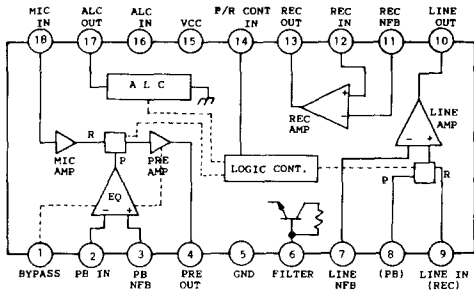 MIC IN
ALC OUT
ALC IN
VCC
P/R CONT IN
REC OUT
REC IN
REC NFB
LINE OUT
18
17
16
15
14
13
12
11
10
A L C
+
-
REC AMP
LINE AMP
-
+
MIC AMP
R
P
PRE AMP
LOGIC CONT.
P
R
EQ
-
+
1
2
3
4
5
6
7
8
9
BYPASS
PB IN
PB NFB
PRE OUT
GND
FILTER
LINE NFB
(PB)
LINE IN (REC)